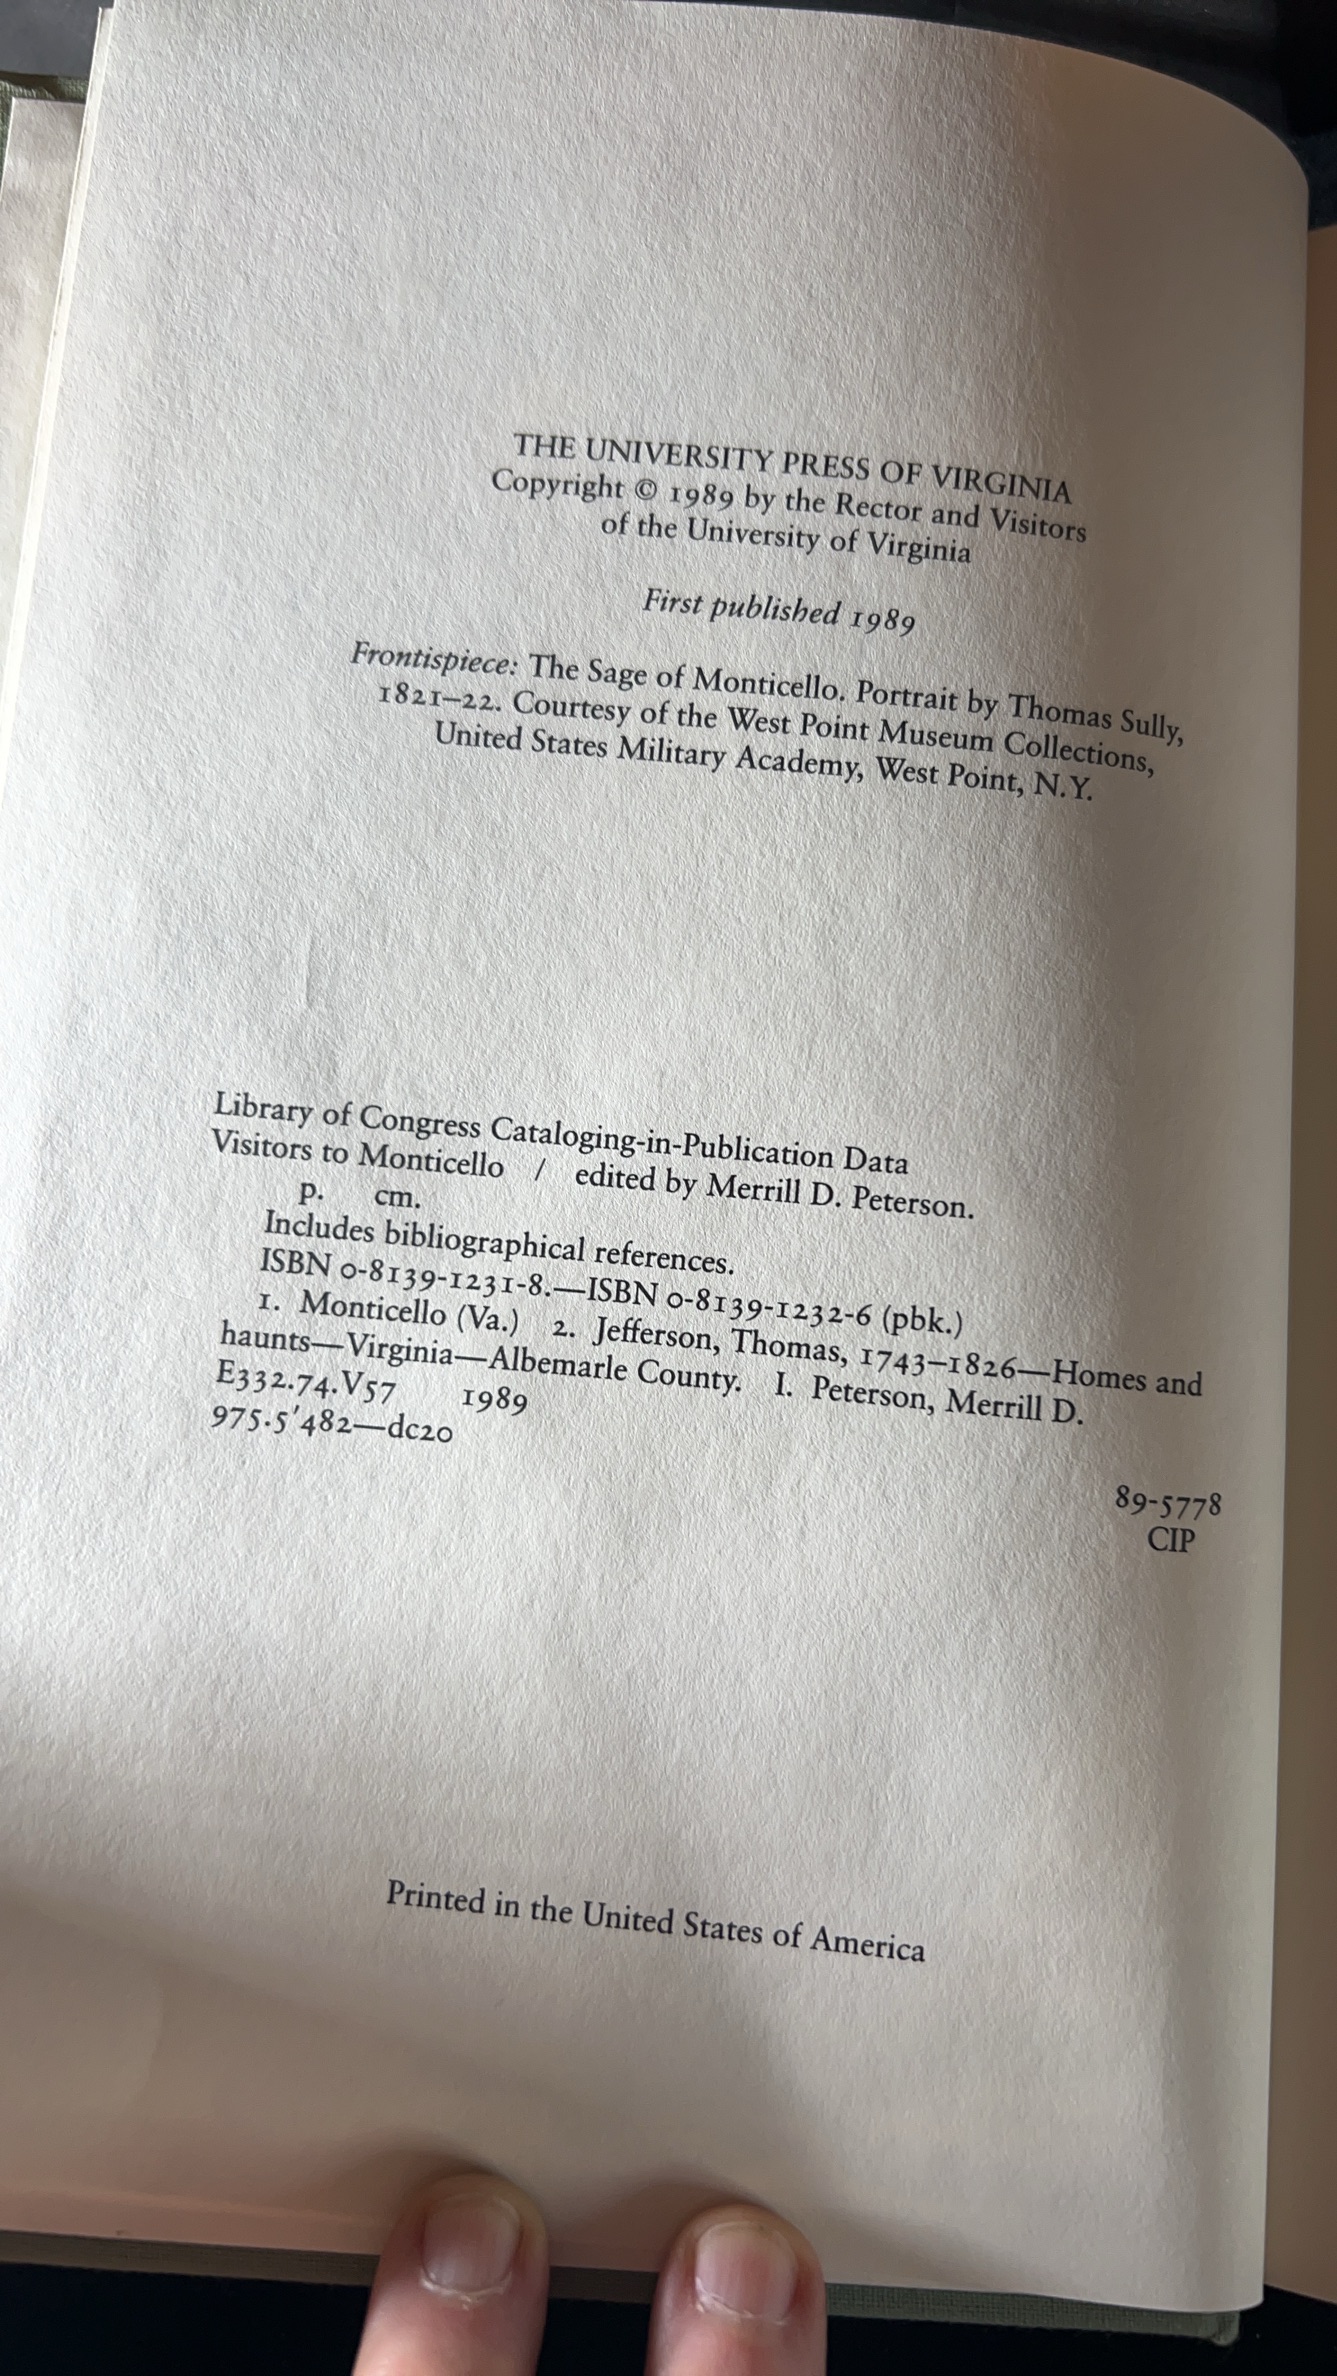 THE UNIVERSITY PRESS OF VIRGINIA
Copyright © 1989 by the Rector and Visitors
of the University of Virginia
First published 1989
Frontispiece: The Sage of Monticello. Portrait by Thomas Sully,
1821–22. Courtesy of the West Point Museum Collections,
United States Military Academy, West Point, N.Y.
Library of Congress Cataloging-in-Publication Data
Visitors to Monticello / edited by Merrill D. Peterson.
p. cm.
Includes bibliographical references.
ISBN 0-8139-1231-8.—ISBN 0-8139-1232-6 (pbk.)
1. Monticello (Va.) 2. Jefferson, Thomas, 1743–1826—Homes and
haunts—Virginia—Albemarle County. I. Peterson, Merrill D.
E332.74.V57 1989
975.5'482—dc20
89-5778
CIP
Printed in the United States of America